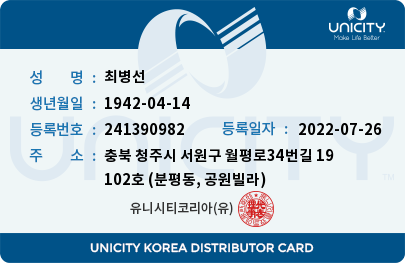 UNICITY
Make Life Better
성 명 : 최병선
생년월일 : 1942-04-14
등록번호 : 241390982 등록일자 : 2022-07-26
주 소 : 충북 청주시 서원구 월평로34번길 19
102호 (분평동, 공원빌라)
유니시티코리아(유)
UNICITY KOREA DISTRIBUTOR CARD
UNICITY